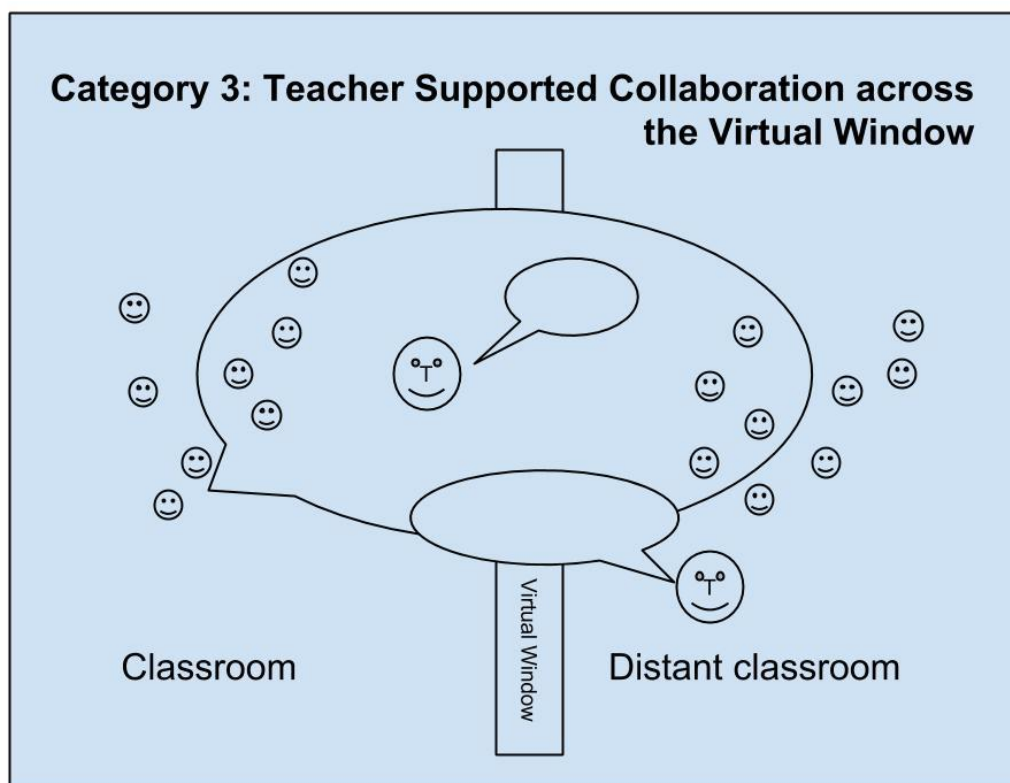 Category 3: Teacher Supported Collaboration across
the Virtual Window
T
T
Virtual Window
Classroom
Distant classroom